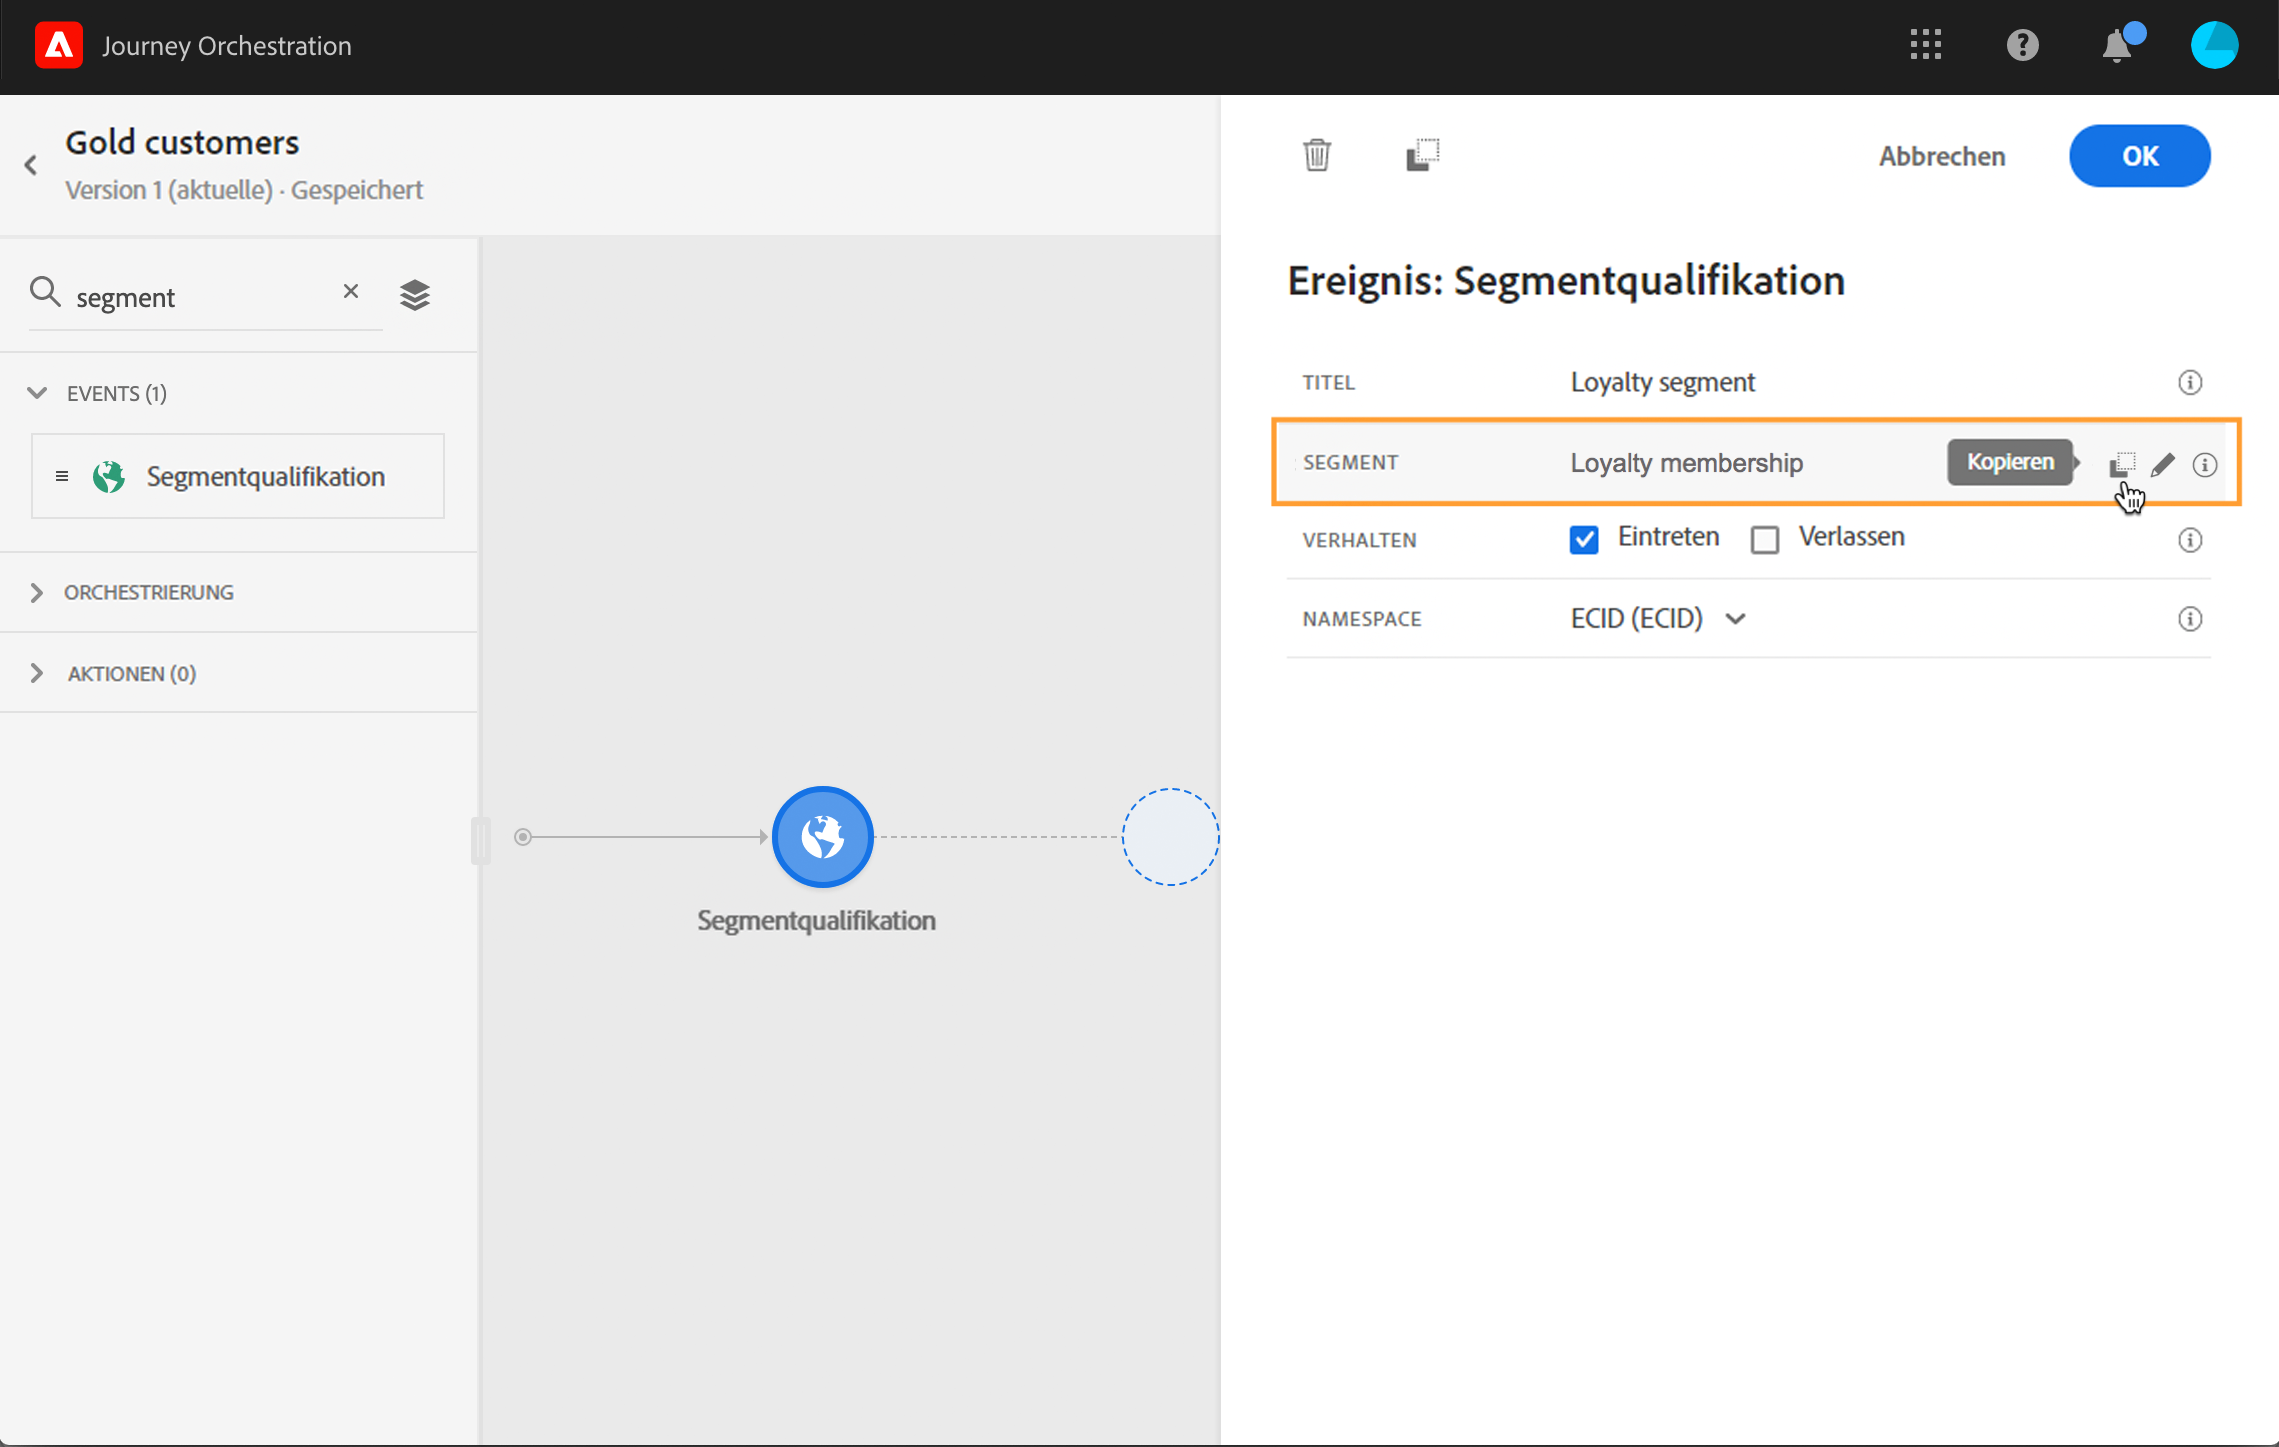 Journey Orchestration
Gold customers
Version 1 (aktuelle) · Gespeichert
segment
EVENTS (1)
Segmentqualifikation
ORCHESTRIERUNG
AKTIONEN (0)
Segmentqualifikation
Abbrechen
OK
Ereignis: Segmentqualifikation
TITEL Loyalty segment
SEGMENT Loyalty membership Kopieren
VERHALTEN Eintreten Verlassen
NAMESPACE ECID (ECID)